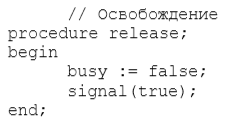 // Освобождение
procedure release;
begin
busy := false;
signal(true);
end;